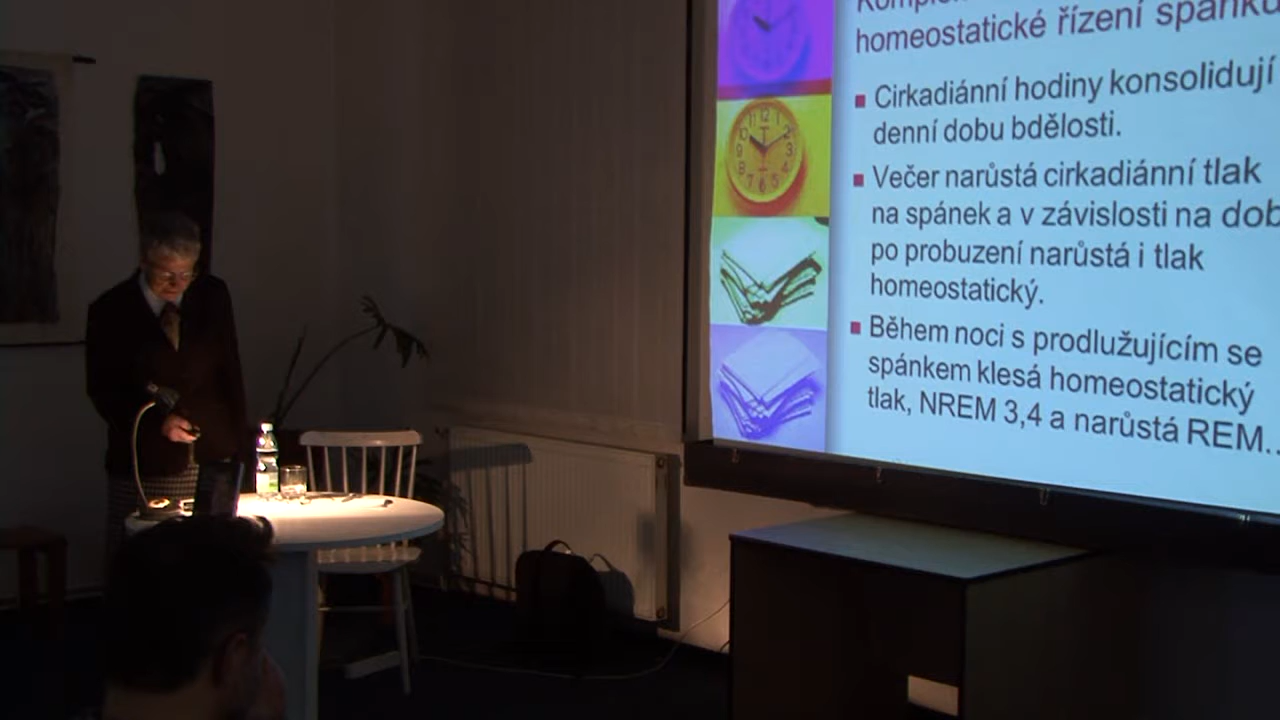 homeostatické řízení spánku
Cirkadiánní hodiny konsolidují
denní dobu bdělosti.
Večer narůstá cirkadiánní tlak
na spánek a v závislosti na
po probuzení narůstá i tlak
homeostatický.
Během noci s prodlužujícím se
spánkem klesá homeostatický
tlak, NREM 3,4 a narůstá REM..